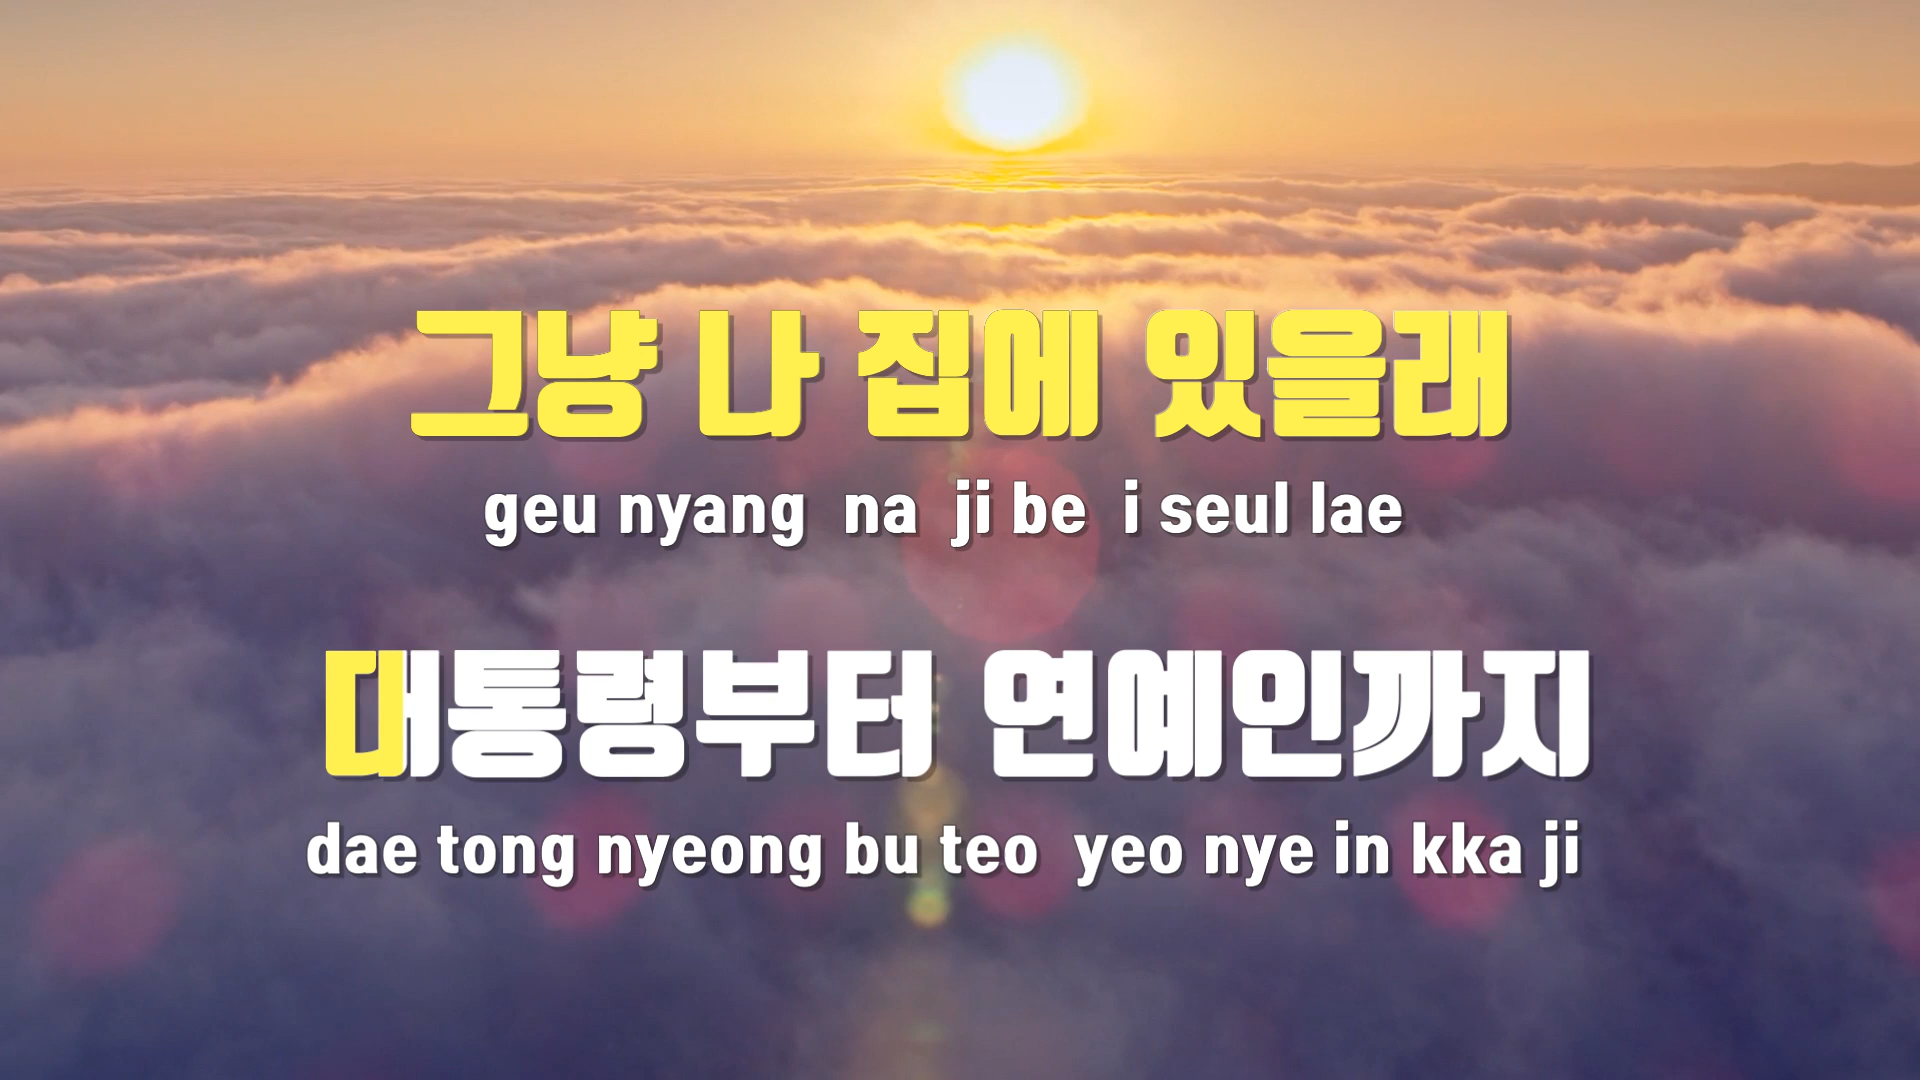 그냥 나 집에 있을래
geu nyang na ji be i seul lae
대통령부터 연예인까지
dae tong nyeong bu teo yeo nye in kka ji